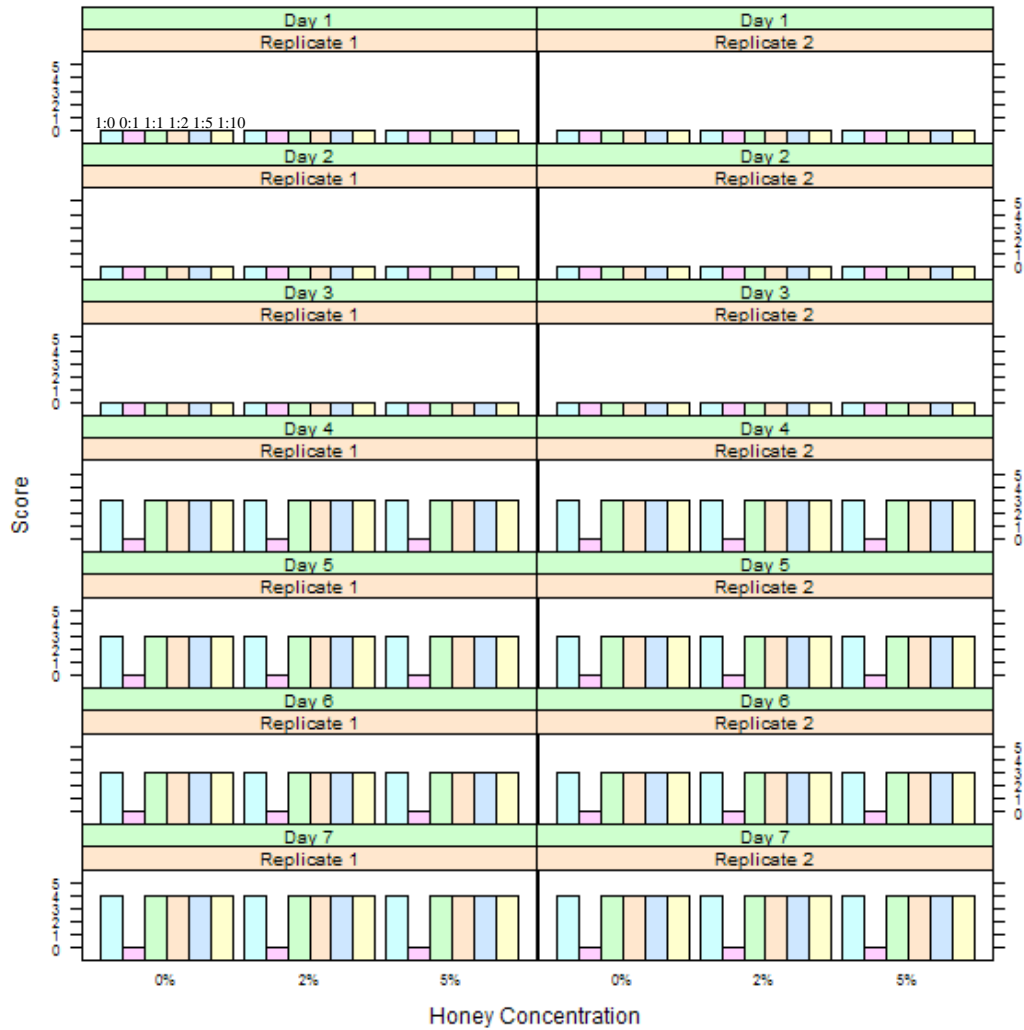 Day 1 Day 1
Replicate 1 Replicate 2
5
4
3
2
1
0
1:0 0:1 1:1 1:2 1:5 1:10
Day 2 Day 2
Replicate 1 Replicate 2
5
4
3
2
1
0
Day 3 Day 3
Replicate 1 Replicate 2
5
4
3
2
1
0
Day 4 Day 4
Replicate 1 Replicate 2
5
4
3
2
1
0
Score
Day 5 Day 5
Replicate 1 Replicate 2
5
4
3
2
1
0
Day 6 Day 6
Replicate 1 Replicate 2
5
4
3
2
1
0
Day 7 Day 7
Replicate 1 Replicate 2
5
4
3
2
1
0
0% 2% 5% 0% 2% 5%
Honey Concentration